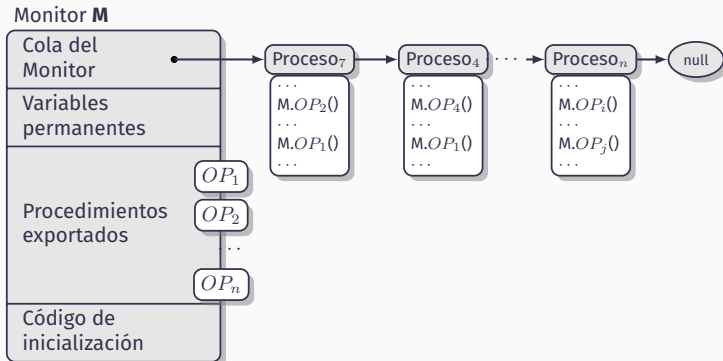 Monitor M
Cola del
Monitor
Variables
permanentes
Procedimientos
exportados
Código de
inicialización
OP₁
OP₂
...
OPₙ
Proceso₇
...
M.OP₂()
...
M.OP₁()
...
Proceso₄
...
M.OP₄()
...
M.OP₁()
...
...
Procesoₙ
...
M.OPᵢ()
...
M.OPⱼ()
...
null